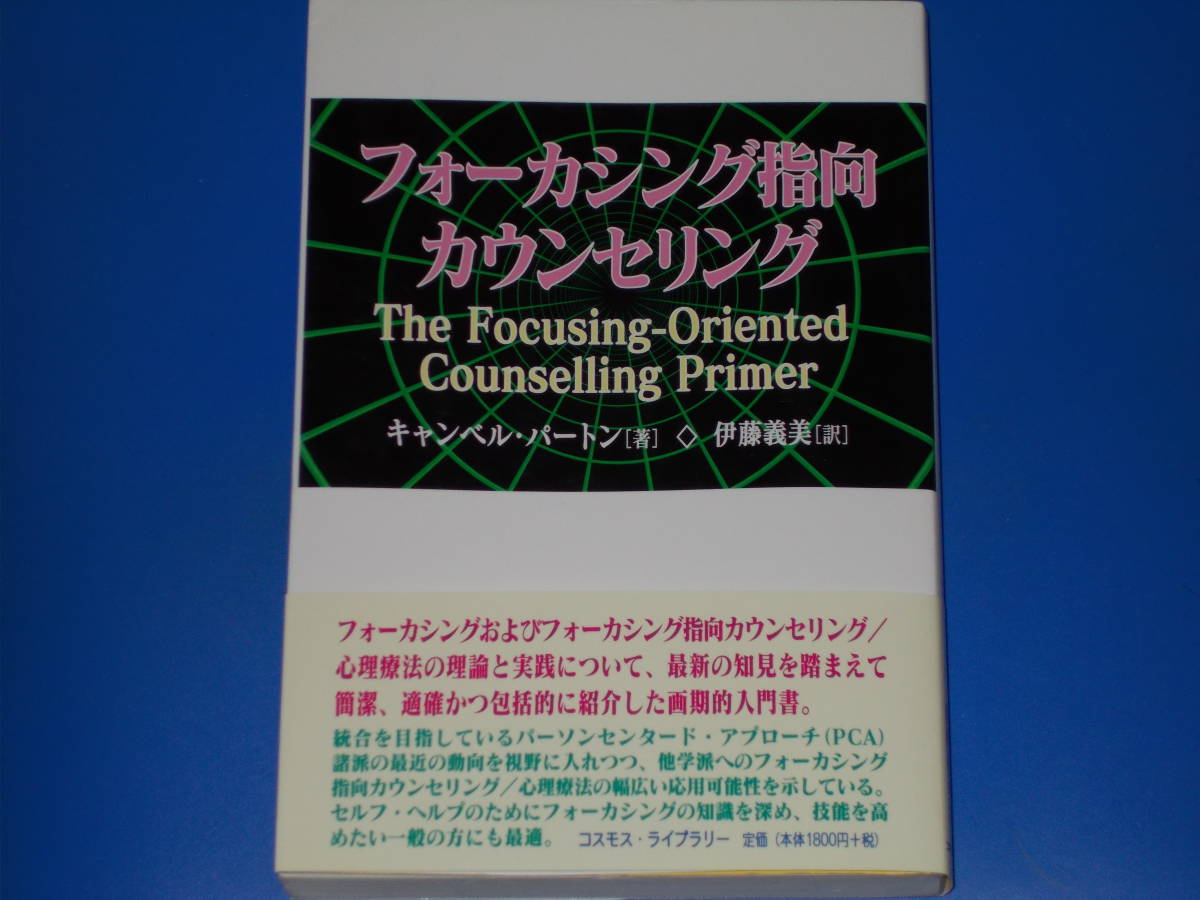 フォーカシング指向
カウンセリング
The Focusing-Oriented
Counselling Primer
キャンベル・パートン[著] ◇ 伊藤義美[訳]
フォーカシングおよびフォーカシング指向カウンセリング/
心理療法の理論と実践について、最新の知見を踏まえて
簡潔、適確かつ包括的に紹介した画期的入門書。
統合を目指しているパーソンセンタード・アプローチ(PCA)
諸派の最近の動向を視野に入れつつ、他学派へのフォーカシング
指向カウンセリング/心理療法の幅広い応用可能性を示している。
セルフ・ヘルプのためにフォーカシングの知識を深め、技能を高
めたい一般の方にも最適。 コスモス・ライブラリー 定価(本体1800円+税)